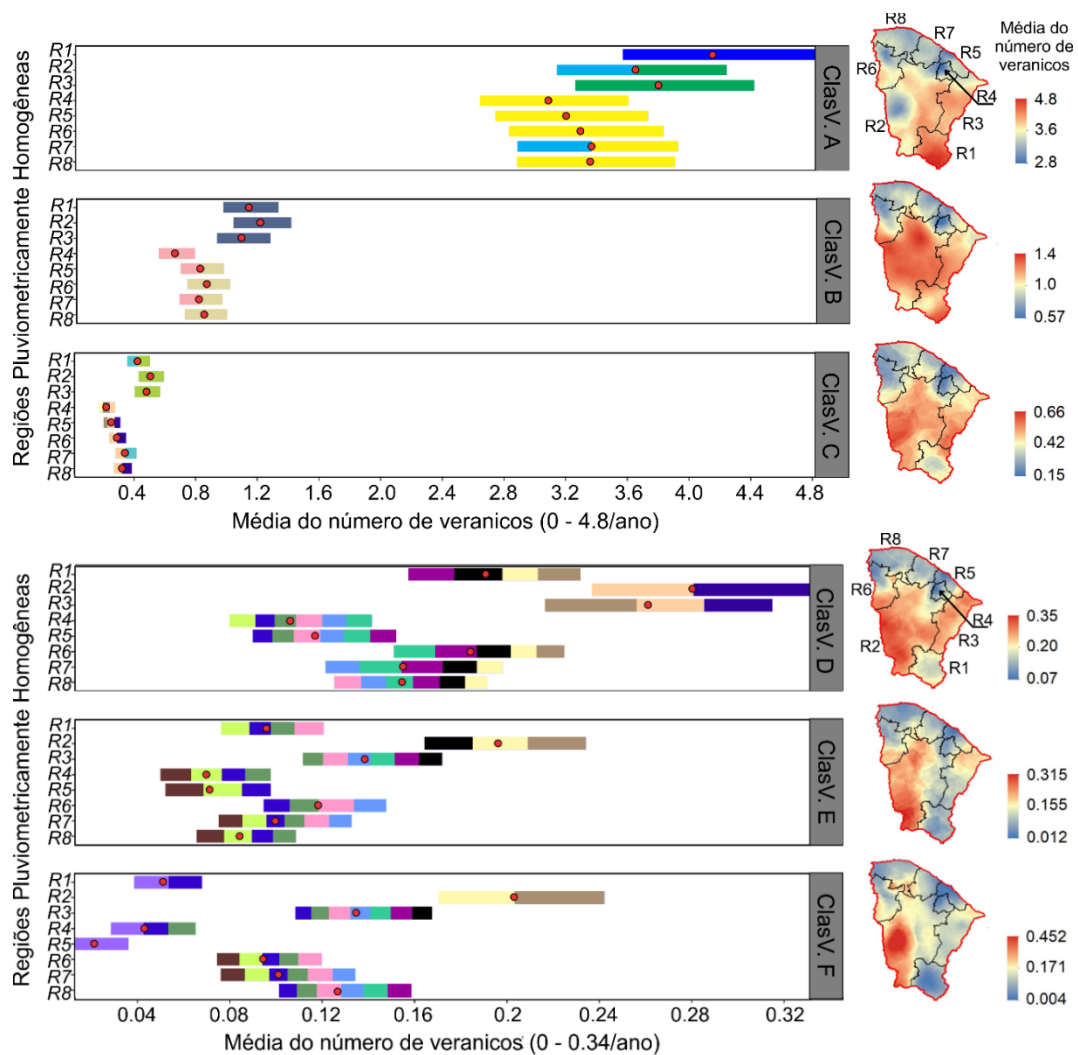 Regiões Pluviometricamente Homogêneas
R1
R2
R3
R4
R5
R6
R7
R8
ClasV. A
R1
R2
R3
R4
R5
R6
R7
R8
ClasV. B
R1
R2
R3
R4
R5
R6
R7
R8
ClasV. C
0.4 0.8 1.2 1.6 2.0 2.4 2.8 3.2 3.6 4.0 4.4 4.8
Média do número de veranicos (0 - 4.8/ano)
R8
R7
R5
R6
R4
R2
R3
R1
Média do
número de
veranicos
4.8
3.6
2.8
1.4
1.0
0.57
0.66
0.42
0.15
Regiões Pluviometricamente Homogêneas
R1
R2
R3
R4
R5
R6
R7
R8
ClasV. D
R1
R2
R3
R4
R5
R6
R7
R8
ClasV. E
R1
R2
R3
R4
R5
R6
R7
R8
ClasV. F
0.04 0.08 0.12 0.16 0.2 0.24 0.28 0.32
Média do número de veranicos (0 - 0.34/ano)
R8
R7
R5
R6
R4
R2
R3
R1
0.35
0.20
0.07
0.315
0.155
0.012
0.452
0.171
0.004